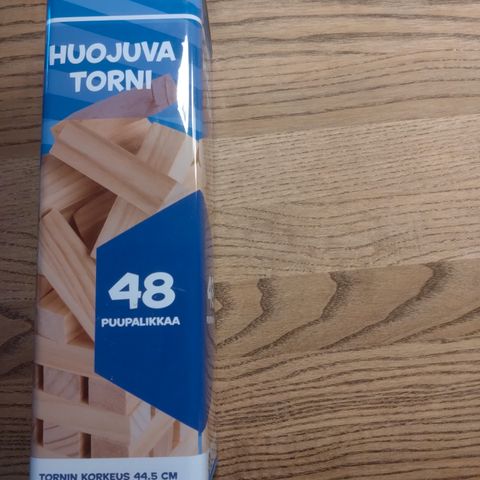 HUOJUVA
TORNI
48
PUUPALIKKAA
TORNIN KORKEUS 44.5 CM